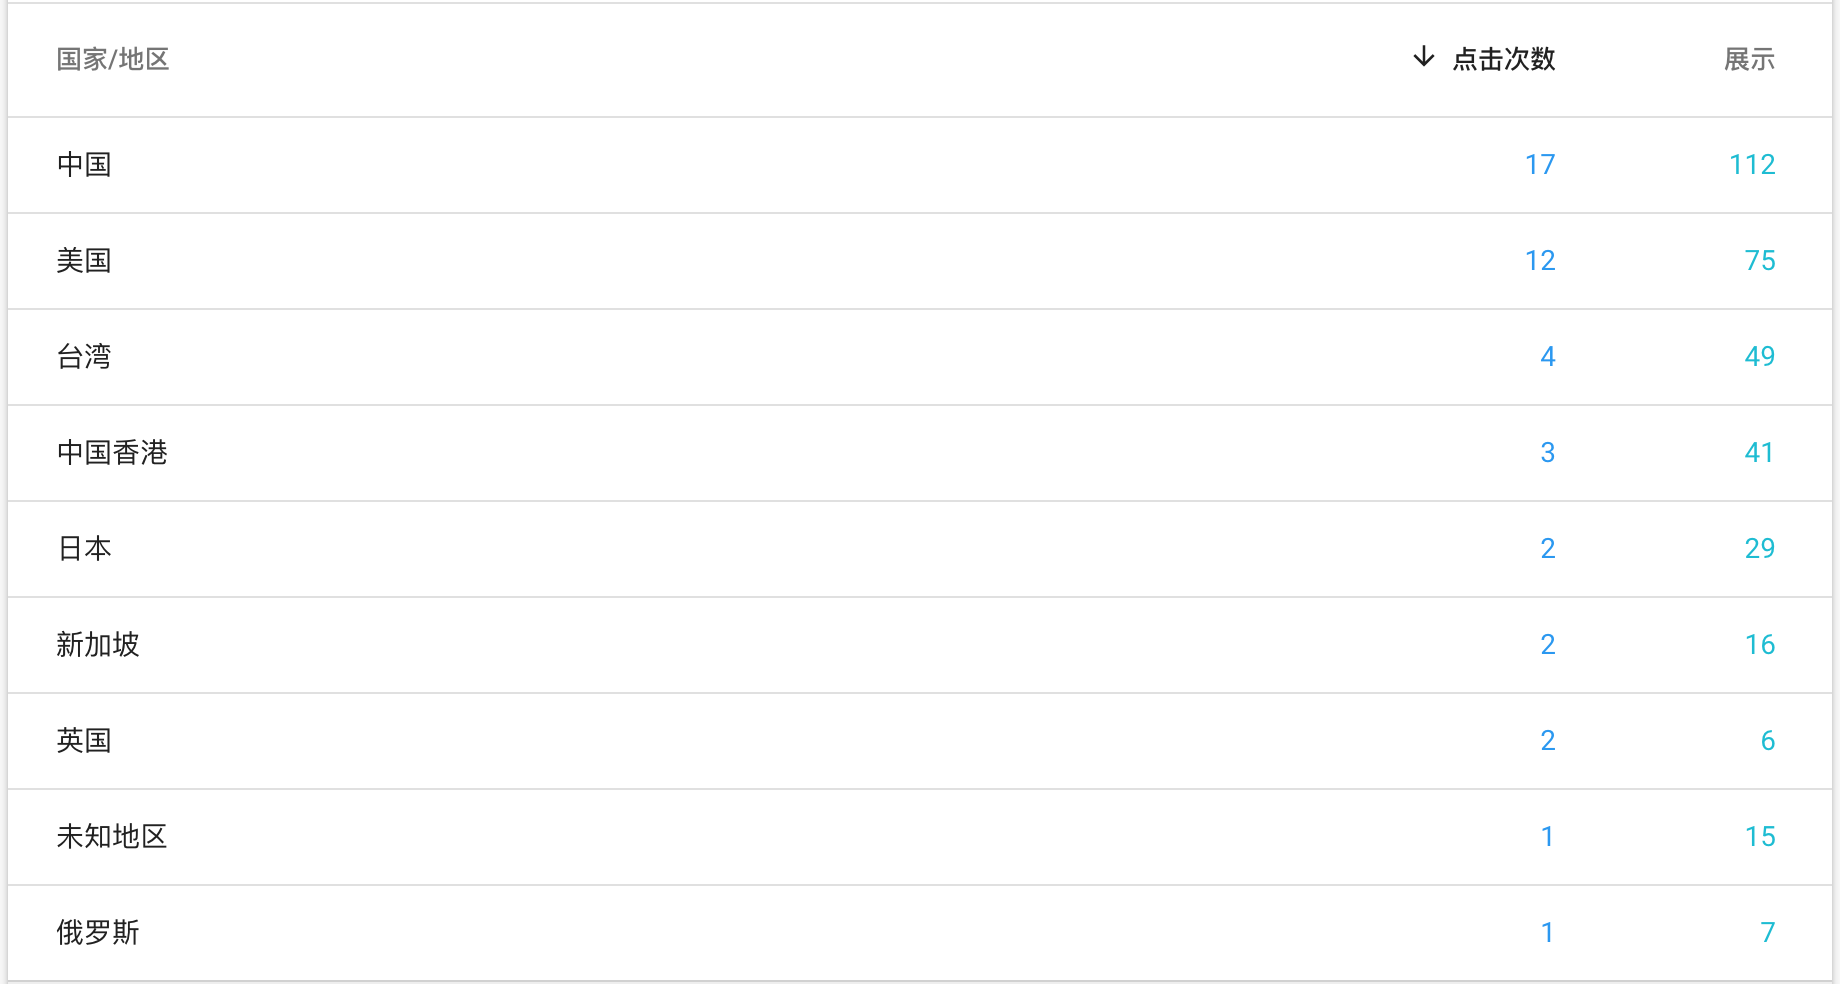 国家/地区 ↓ 点击次数 展示
中国 17 112
美国 12 75
台湾 4 49
中国香港 3 41
日本 2 29
新加坡 2 16
英国 2 6
未知地区 1 15
俄罗斯 1 7